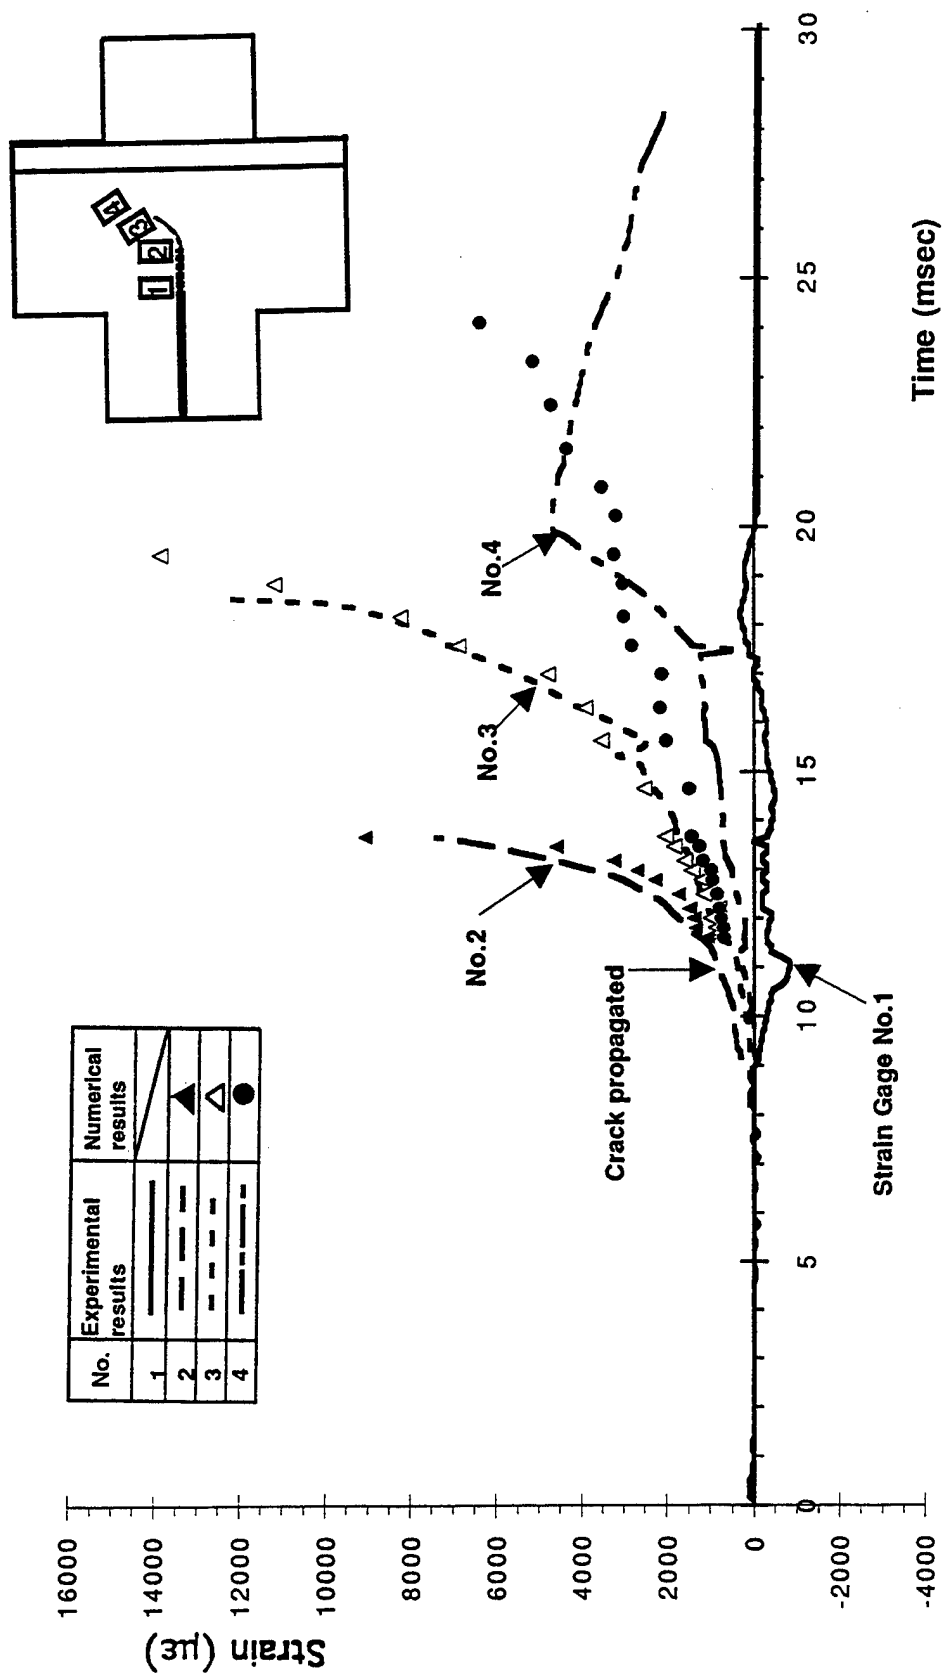 Strain (με)
16000
14000
12000
10000
8000
6000
4000
2000
0
-2000
-4000
0
5
10
15
20
25
30
Time (msec)
No.
Experimental results
Numerical results
1
2
3
4
No.2
No.3
No.4
Crack propagated
Strain Gage No.1
1
2
3
4